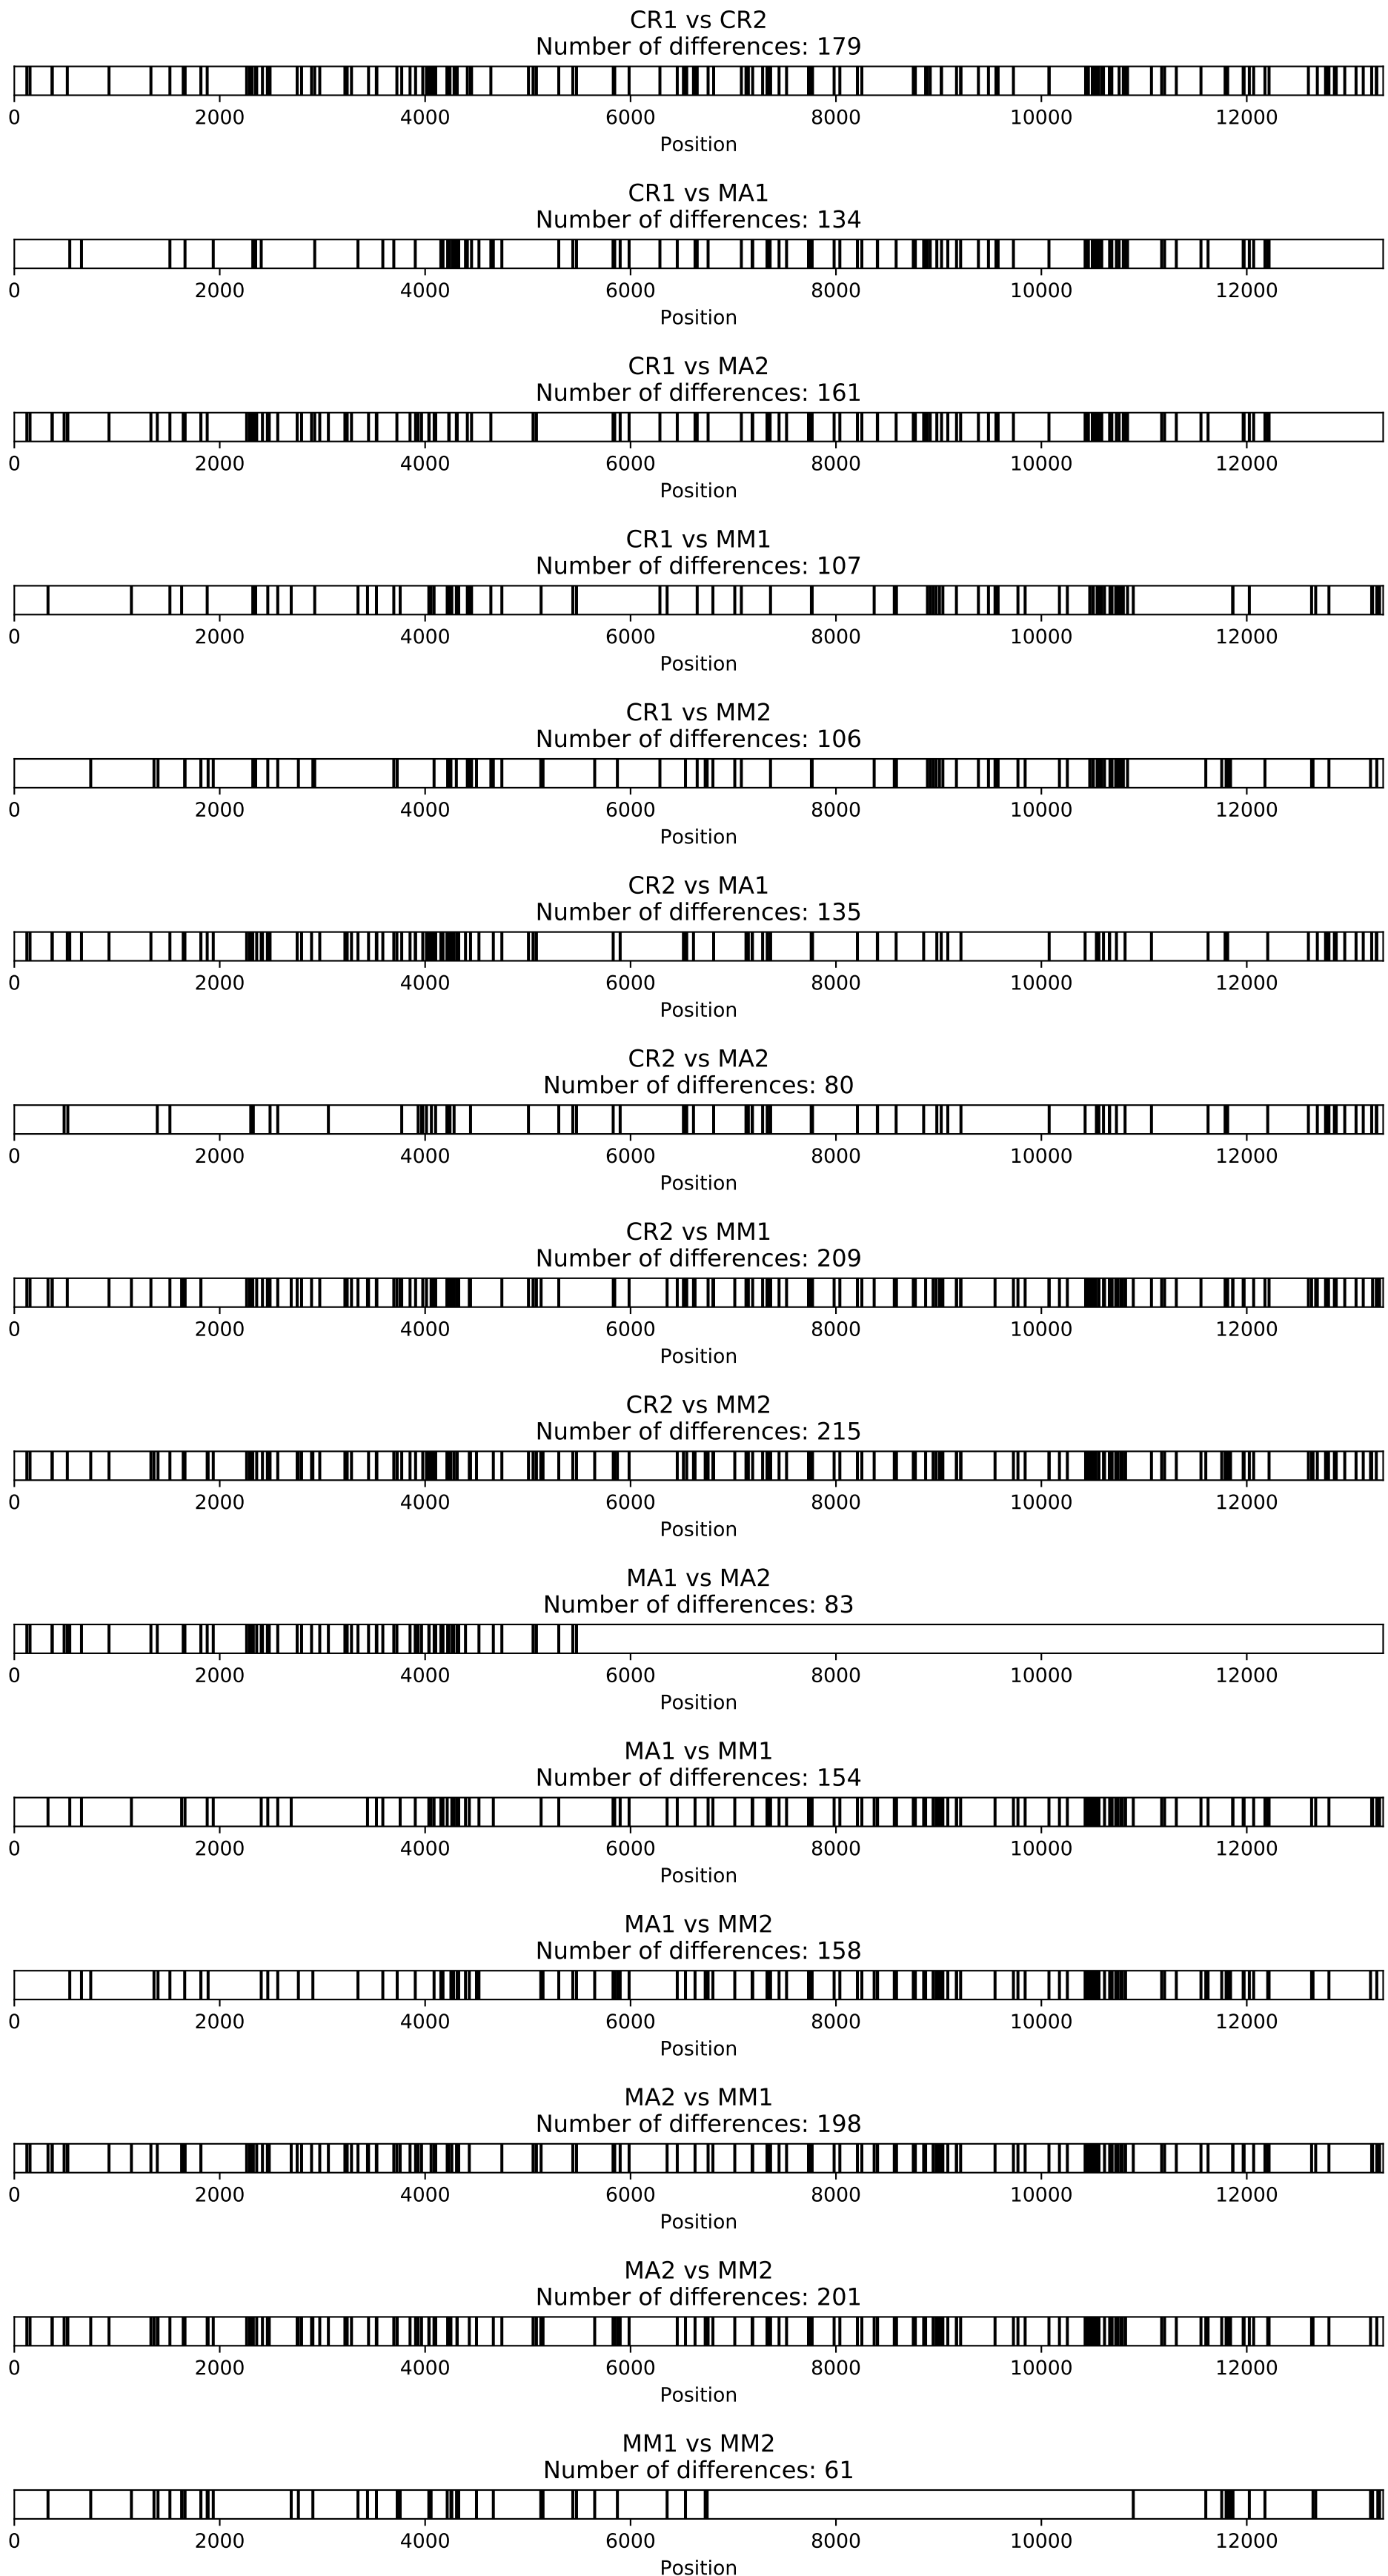 CR1 vs CR2
Number of differences: 179
0 2000 4000 6000 8000 10000 12000
Position
CR1 vs MA1
Number of differences: 134
0 2000 4000 6000 8000 10000 12000
Position
CR1 vs MA2
Number of differences: 161
0 2000 4000 6000 8000 10000 12000
Position
CR1 vs MM1
Number of differences: 107
0 2000 4000 6000 8000 10000 12000
Position
CR1 vs MM2
Number of differences: 106
0 2000 4000 6000 8000 10000 12000
Position
CR2 vs MA1
Number of differences: 135
0 2000 4000 6000 8000 10000 12000
Position
CR2 vs MA2
Number of differences: 80
0 2000 4000 6000 8000 10000 12000
Position
CR2 vs MM1
Number of differences: 209
0 2000 4000 6000 8000 10000 12000
Position
CR2 vs MM2
Number of differences: 215
0 2000 4000 6000 8000 10000 12000
Position
MA1 vs MA2
Number of differences: 83
0 2000 4000 6000 8000 10000 12000
Position
MA1 vs MM1
Number of differences: 154
0 2000 4000 6000 8000 10000 12000
Position
MA1 vs MM2
Number of differences: 158
0 2000 4000 6000 8000 10000 12000
Position
MA2 vs MM1
Number of differences: 198
0 2000 4000 6000 8000 10000 12000
Position
MA2 vs MM2
Number of differences: 201
0 2000 4000 6000 8000 10000 12000
Position
MM1 vs MM2
Number of differences: 61
0 2000 4000 6000 8000 10000 12000
Position